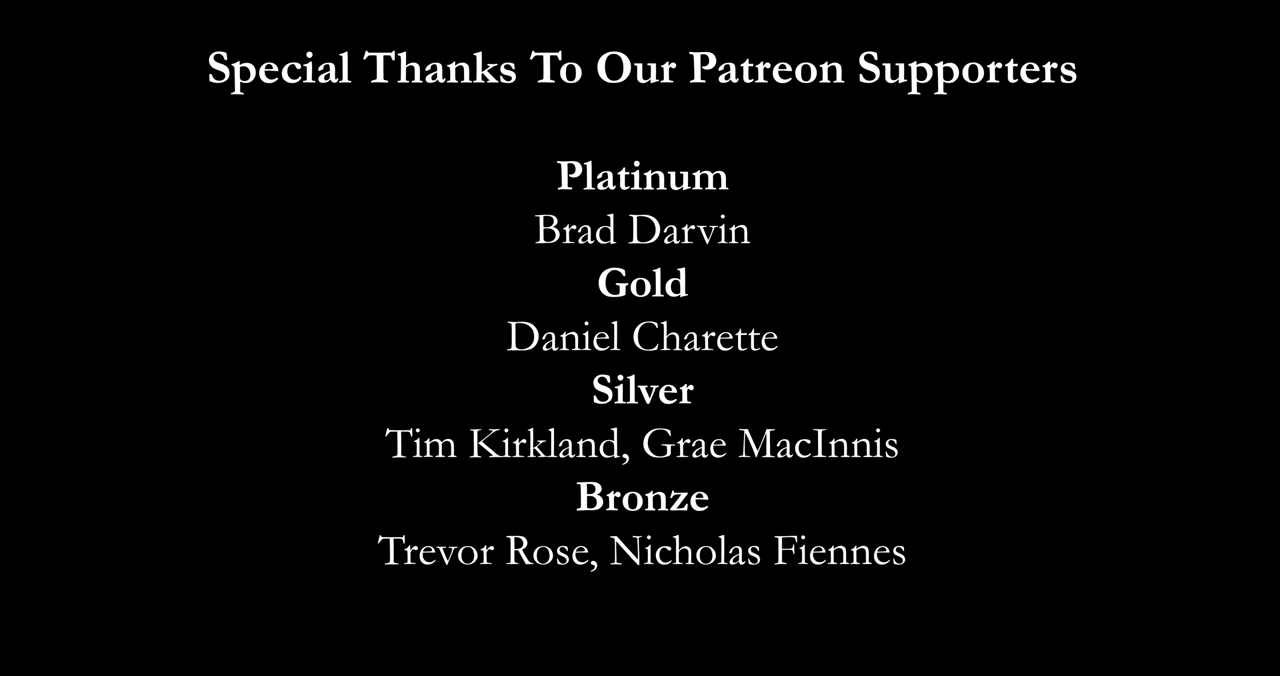 Special Thanks To Our Patreon Supporters
Platinum
Brad Darvin
Gold
Daniel Charette
Silver
Tim Kirkland, Grae MacInnis
Bronze
Trevor Rose, Nicholas Fiennes